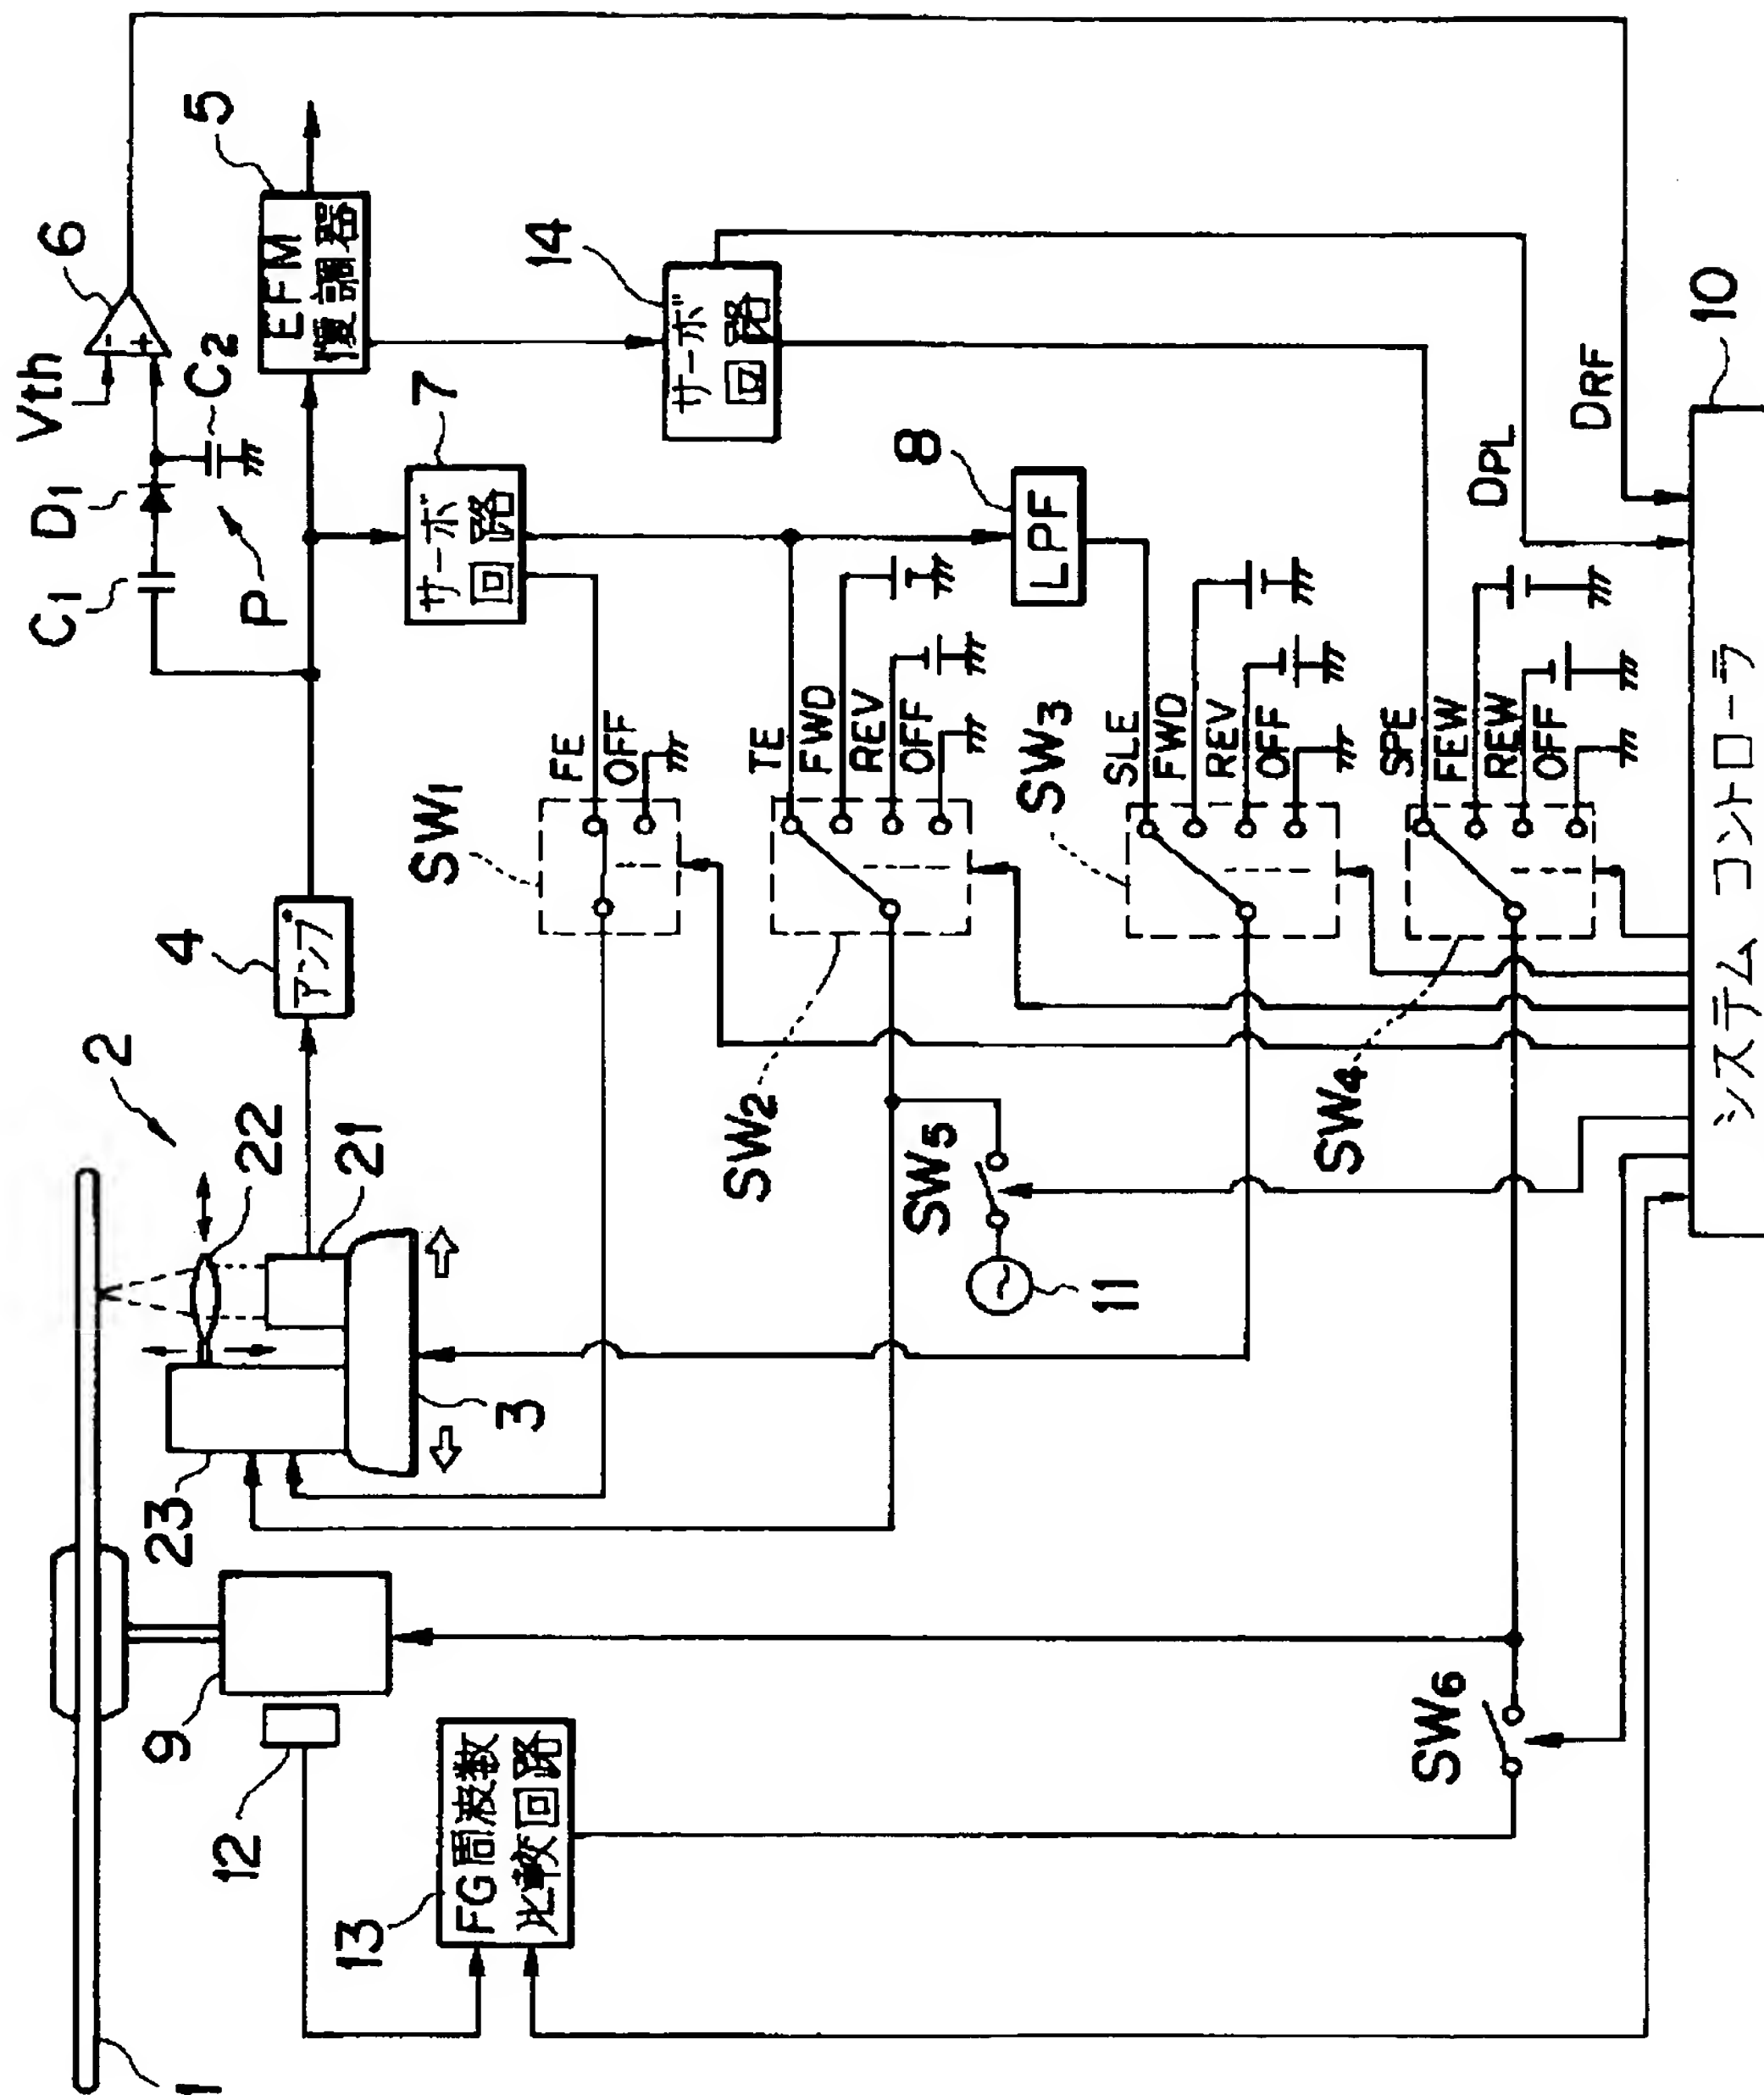 1
9
12
13
FG周波数
比較回路
23
3
2
22
21
4
アンプ
C1
D1
P
C2
Vth
6
5
EFM
復調器
7
サーボ
回路
14
サーボ
回路
8
LPF
SW1
FE
OFF
SW2
TE
FWD
REV
OFF
SW3
SLE
FWD
REV
OFF
SW4
SPE
FEW
REW
OFF
SW5
11
SW6
DPL
DRF
10
システム コントローラ